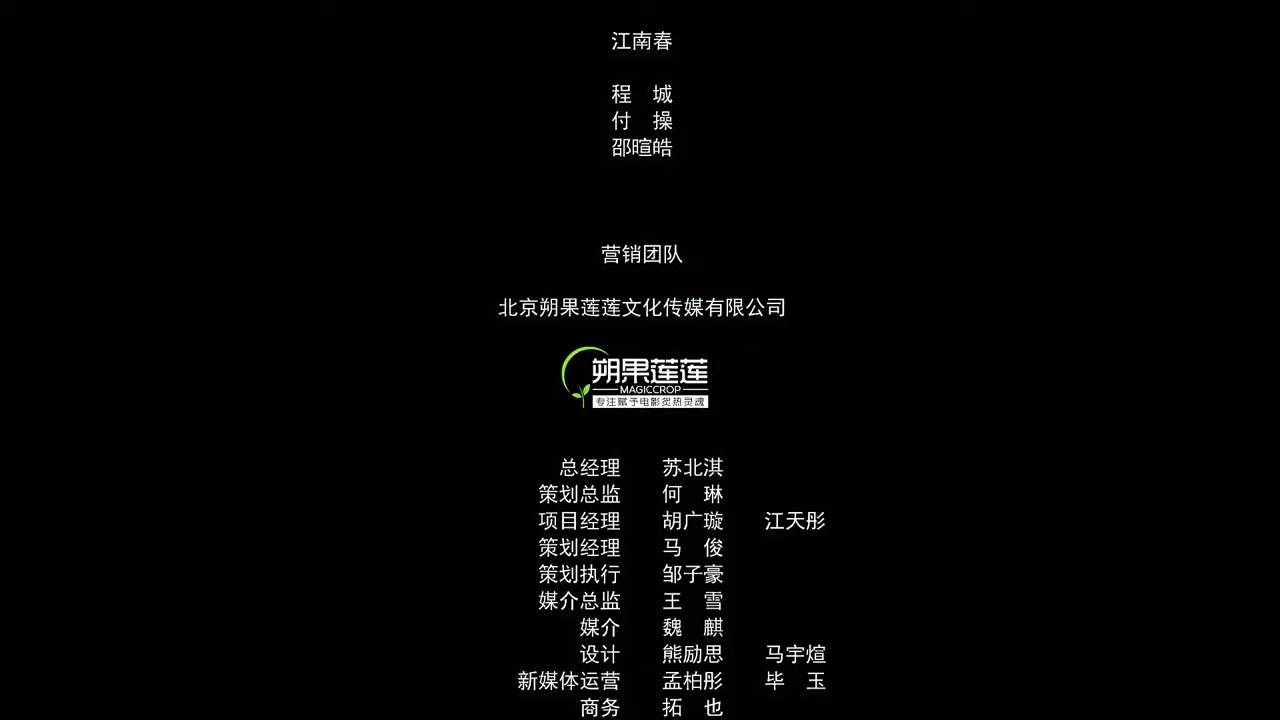 江南春
程　城
付　操
邵暄皓
营销团队
北京朔果莲莲文化传媒有限公司
朔果莲莲
MAGICCROP
专注赋予电影炙热灵魂
总经理　苏北淇
策划总监　何　琳
项目经理　胡广璇　江天彤
策划经理　马　俊
策划执行　邹子豪
媒介总监　王　雪
媒介　魏　麒
设计　熊励思　马宇煊
新媒体运营　孟柏彤　毕　玉
商务　拓　也